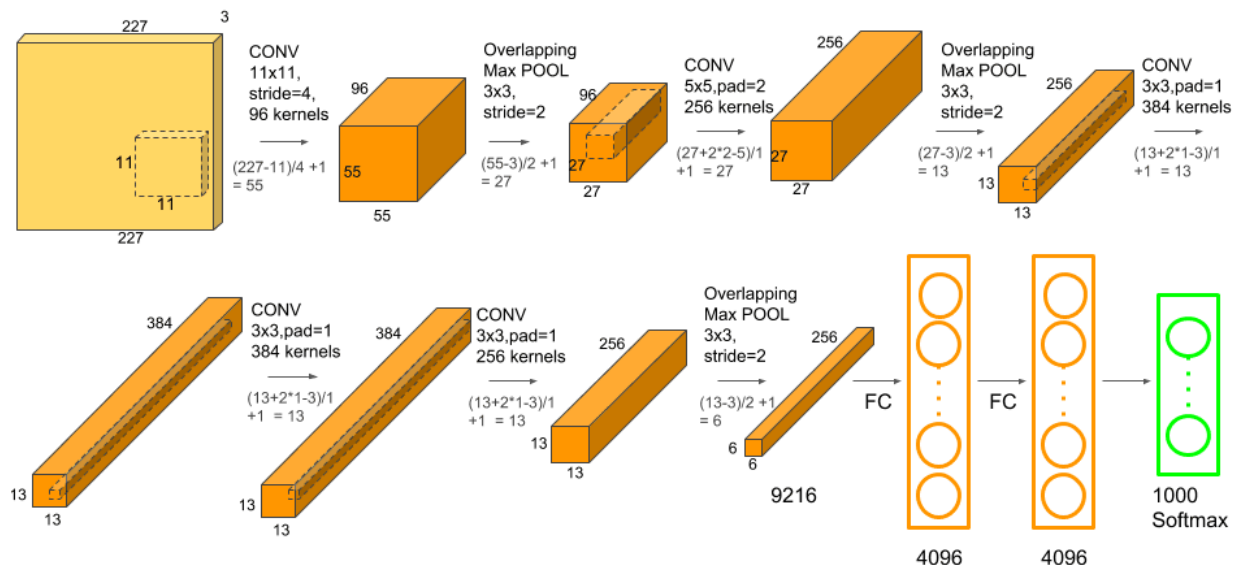 227
3
11
11
227
CONV
11x11,
stride=4,
96 kernels
(227-11)/4 +1
= 55
96
55
55
Overlapping
Max POOL
3x3,
stride=2
(55-3)/2 +1
= 27
96
27
27
CONV
5x5,pad=2
256 kernels
(27+2*2-5)/1
+1 = 27
256
27
27
Overlapping
Max POOL
3x3,
stride=2
(27-3)/2 +1
= 13
256
13
13
CONV
3x3,pad=1
384 kernels
(13+2*1-3)/1
+1 = 13
384
13
13
CONV
3x3,pad=1
384 kernels
(13+2*1-3)/1
+1 = 13
384
13
13
CONV
3x3,pad=1
256 kernels
(13+2*1-3)/1
+1 = 13
256
13
13
Overlapping
Max POOL
3x3,
stride=2
(13-3)/2 +1
= 6
256
6
6
9216
FC
4096
FC
4096
1000
Softmax